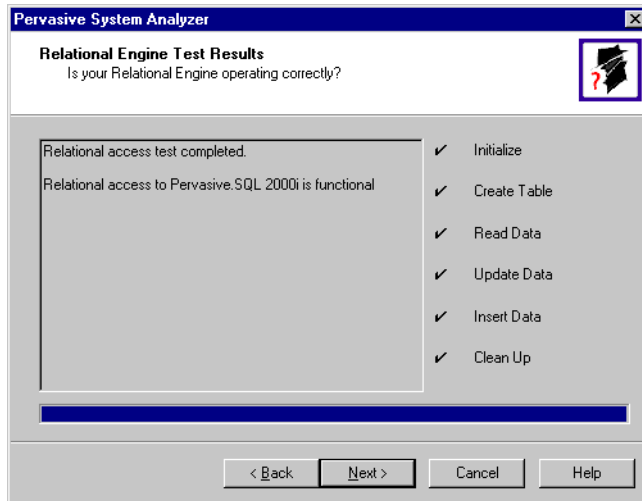 Pervasive System Analyzer
Relational Engine Test Results
Is your Relational Engine operating correctly?
?
Relational access test completed.
Relational access to Pervasive.SQL 2000i is functional
✔ Initialize
✔ Create Table
✔ Read Data
✔ Update Data
✔ Insert Data
✔ Clean Up
< Back
Next >
Cancel
Help